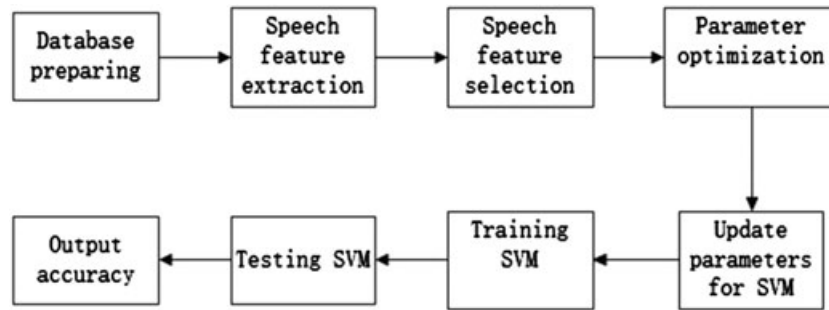 Database
preparing
Speech
feature
extraction
Speech
feature
selection
Parameter
optimization
Update
parameters
for SVM
Training
SVM
Testing SVM
Output
accuracy